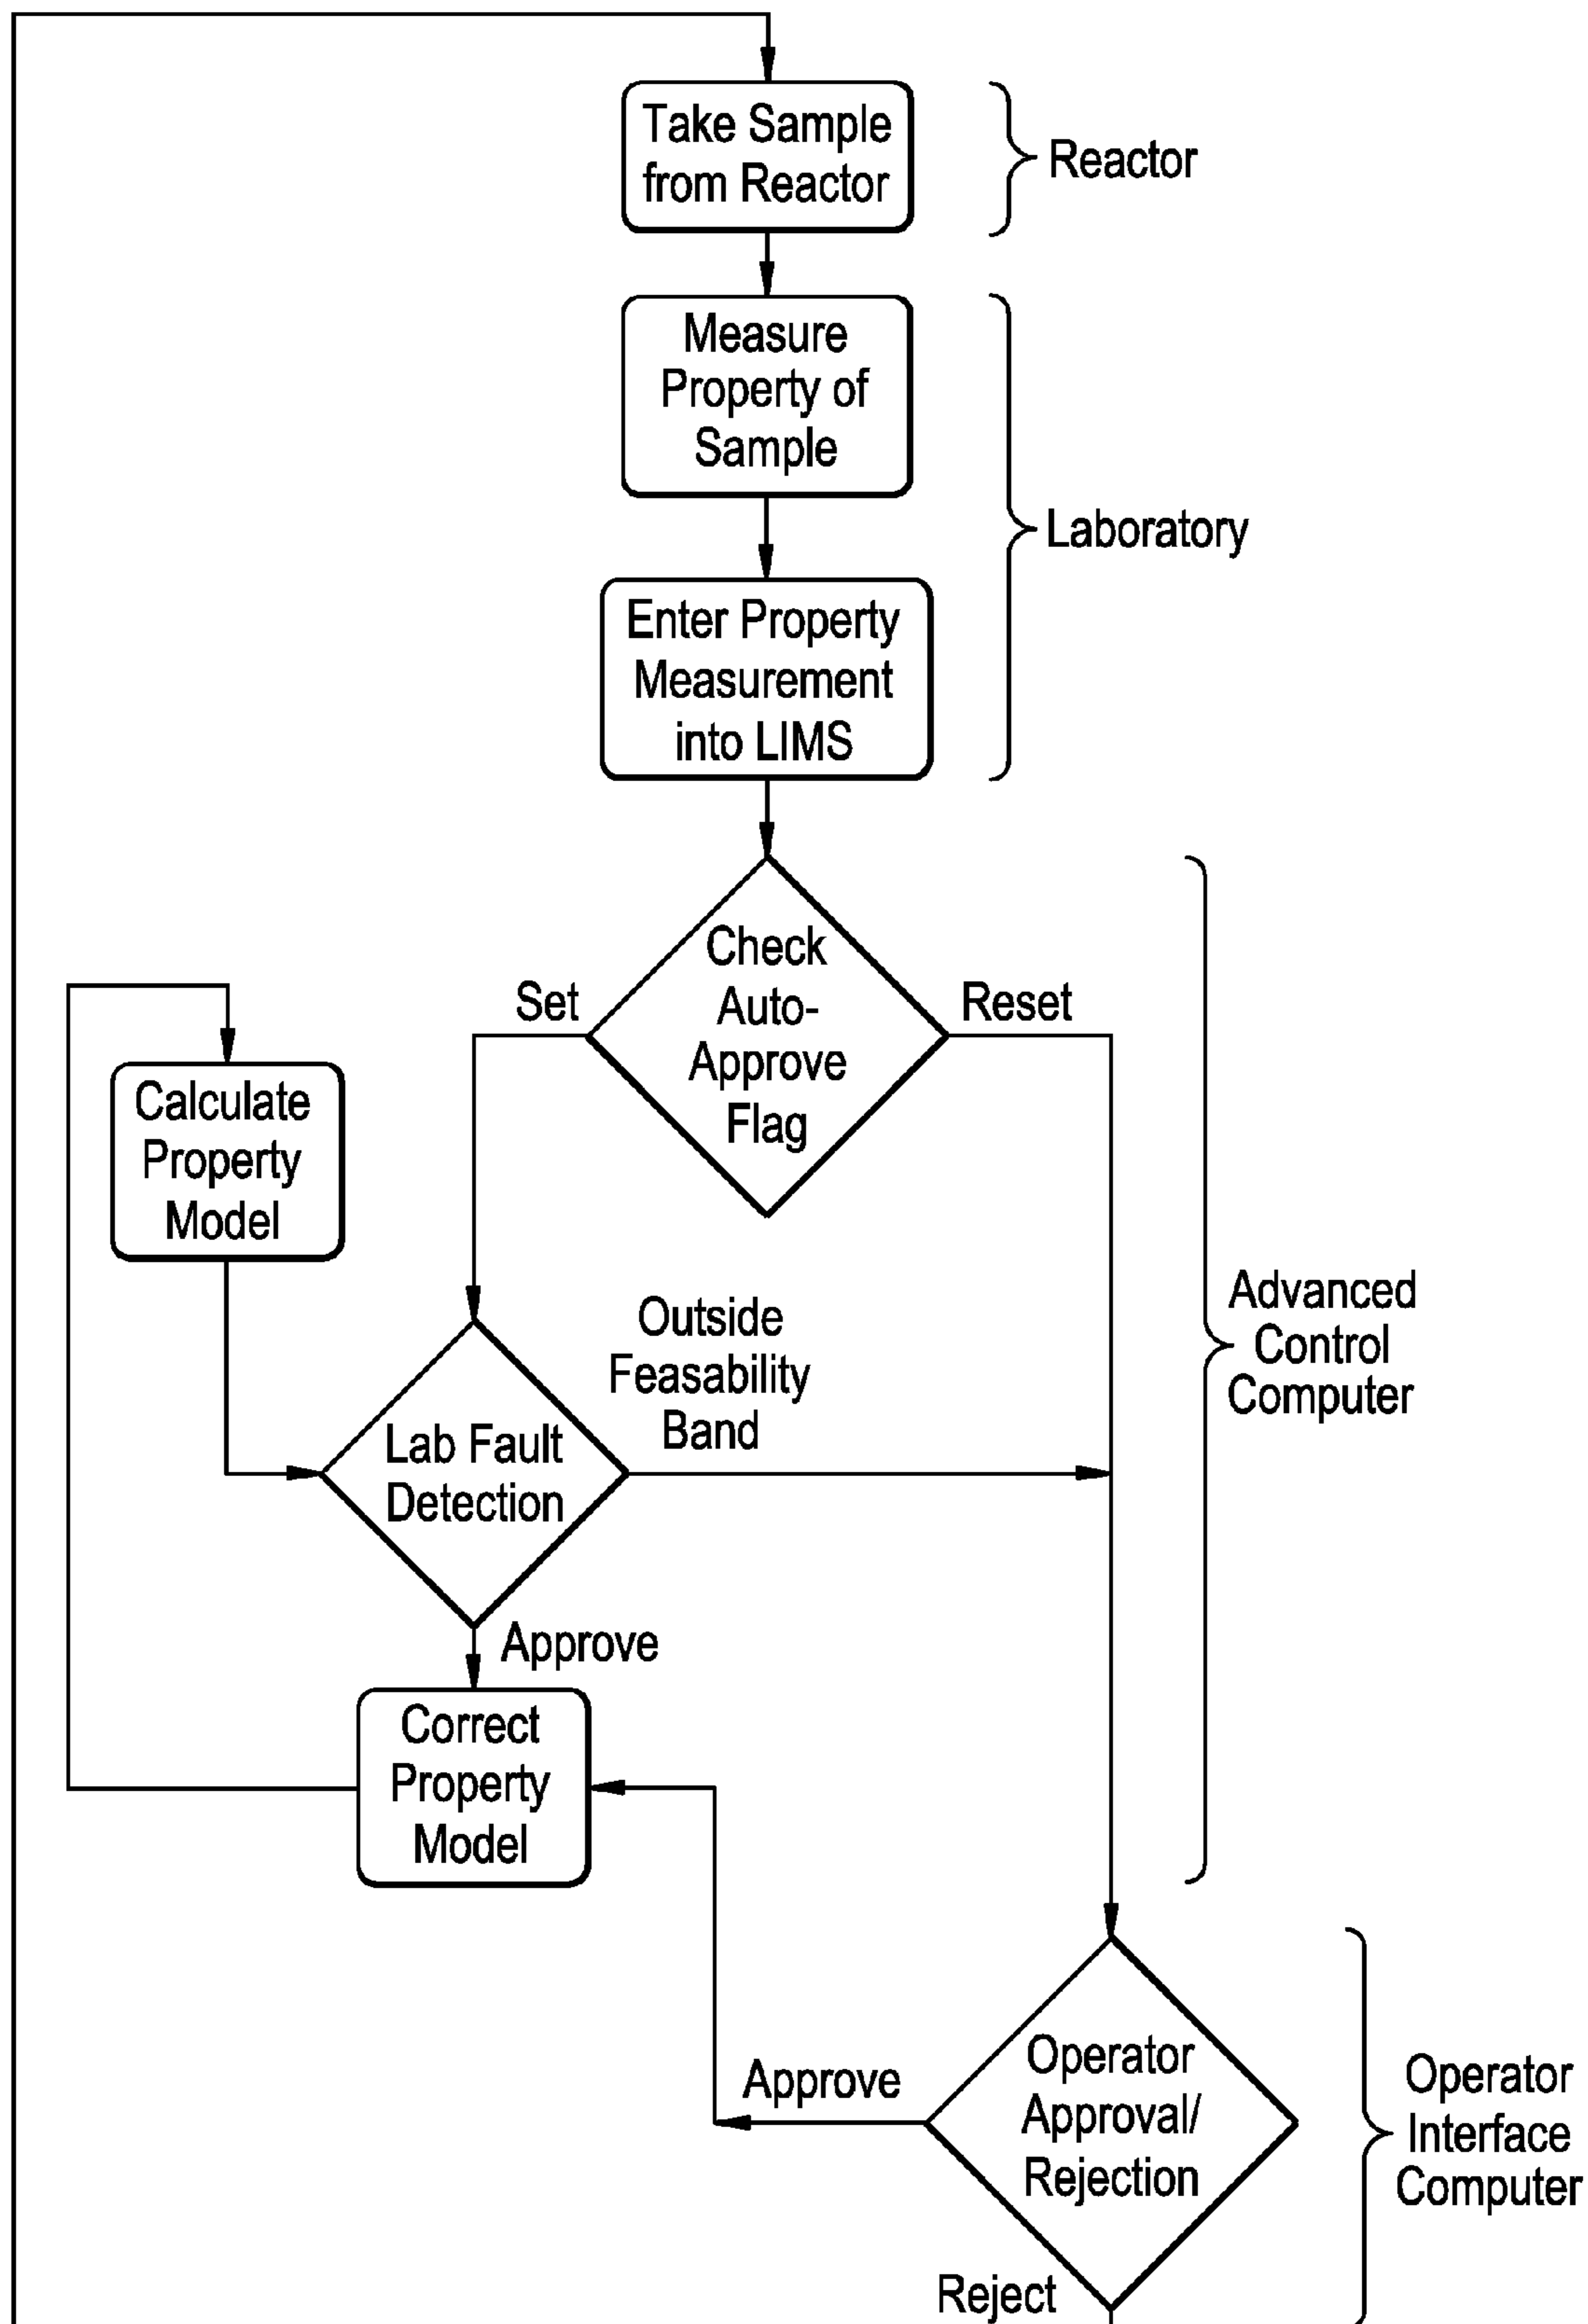 Take Sample
from Reactor
Reactor
Measure
Property of
Sample
Laboratory
Enter Property
Measurement
into LIMS
Check
Auto-
Approve
Flag
Set
Reset
Calculate
Property
Model
Outside
Feasability
Band
Advanced
Control
Computer
Lab Fault
Detection
Approve
Correct
Property
Model
Operator
Approval/
Rejection
Approve
Operator
Interface
Computer
Reject